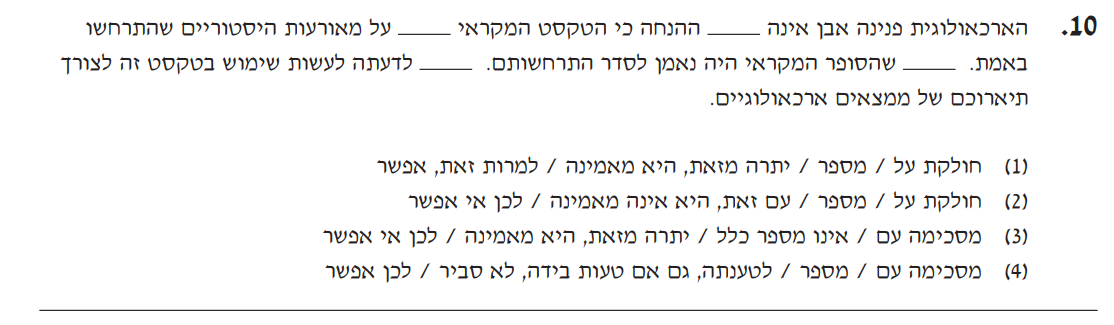 10. הארכאולוגית פנינה אבן אינה _____ ההנחה כי הטקסט המקראי _____ על מאורעות היסטוריים שהתרחשו
באמת. _____ שהסופר המקראי היה נאמן לסדר התרחשותם. _____ לדעתה לעשות שימוש בטקסט זה לצורך
תיארוכם של ממצאים ארכאולוגיים.
(1) חולקת על / מספר / יתרה מזאת, היא מאמינה / למרות זאת, אפשר
(2) חולקת על / מספר / עם זאת, היא אינה מאמינה / לכן אי אפשר
(3) מסכימה עם / אינו מספר כלל / יתרה מזאת, היא מאמינה / לכן אי אפשר
(4) מסכימה עם / מספר / לטענתה, גם אם טעות בידה, לא סביר / לכן אפשר